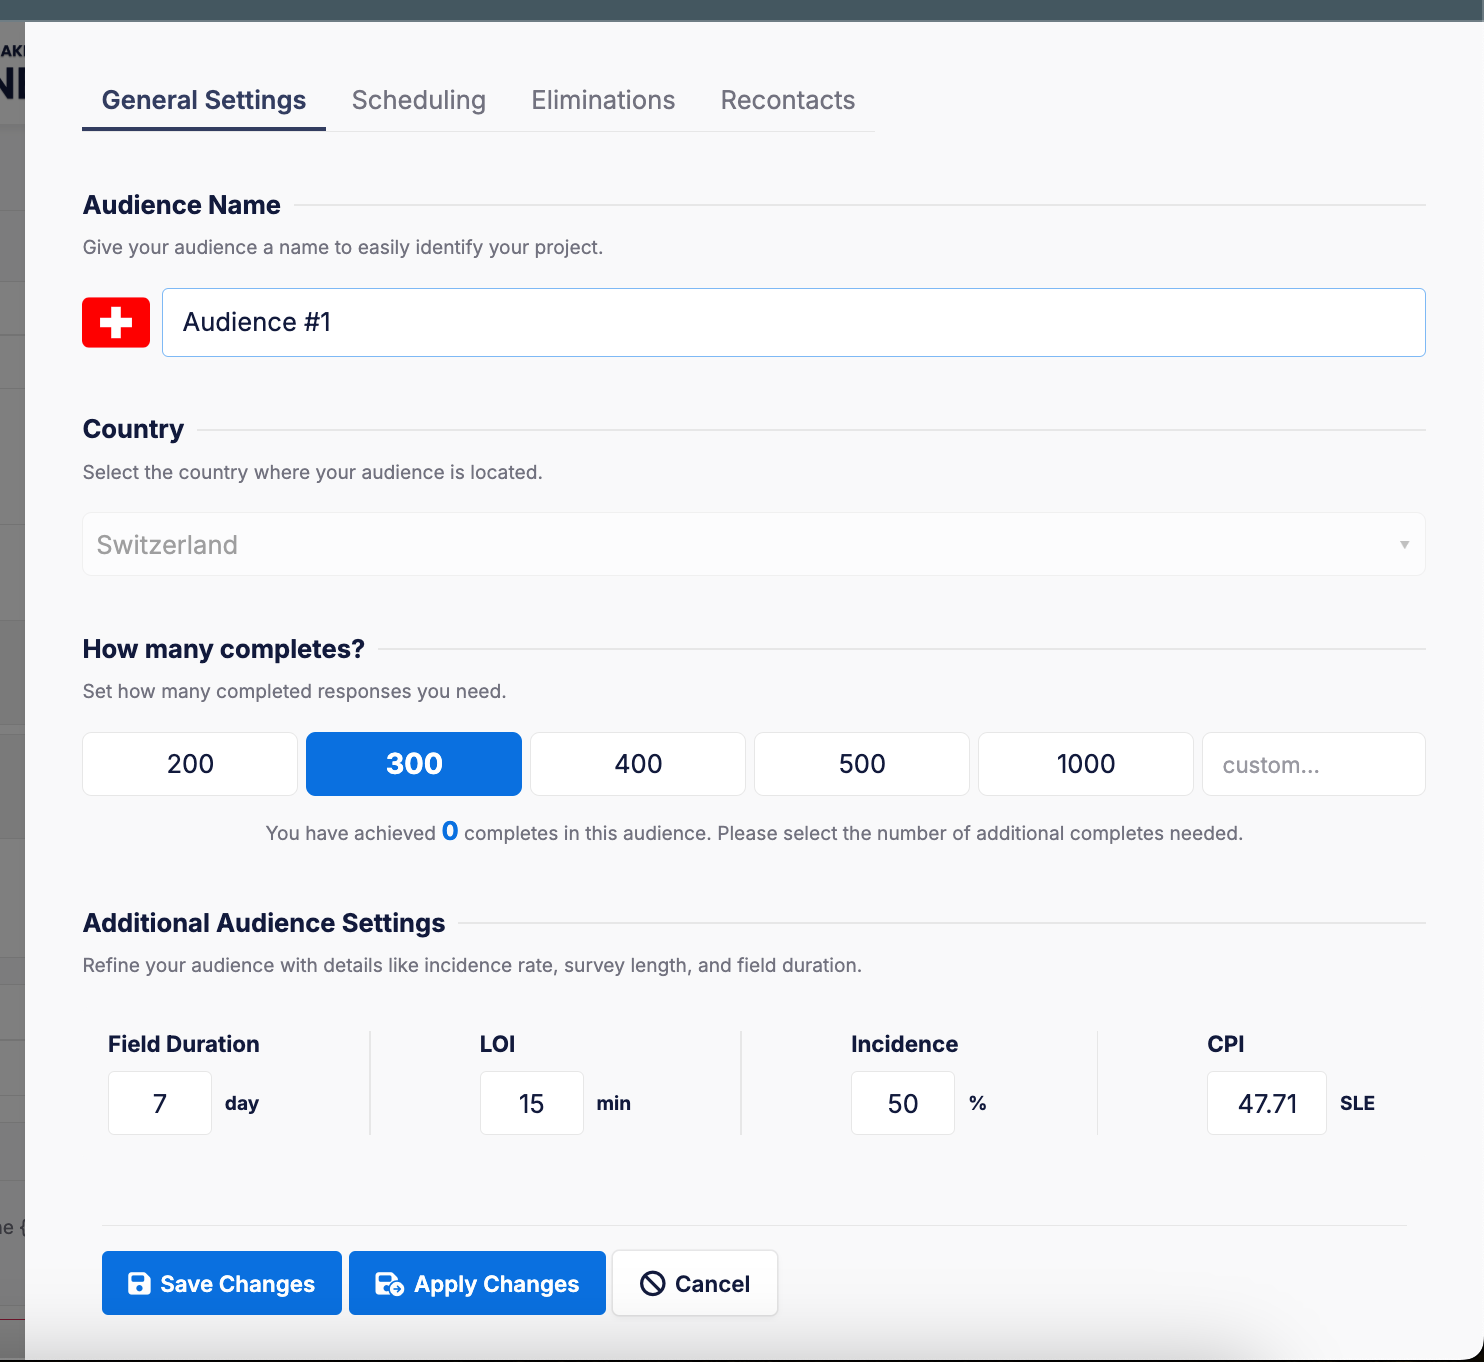 General Settings Scheduling Eliminations Recontacts
Audience Name
Give your audience a name to easily identify your project.
Audience #1
Country
Select the country where your audience is located.
Switzerland
How many completes?
Set how many completed responses you need.
200 300 400 500 1000 custom...
You have achieved 0 completes in this audience. Please select the number of additional completes needed.
Additional Audience Settings
Refine your audience with details like incidence rate, survey length, and field duration.
Field Duration LOI Incidence CPI
7 day 15 min 50 % 47.71 SLE
Save Changes Apply Changes Cancel